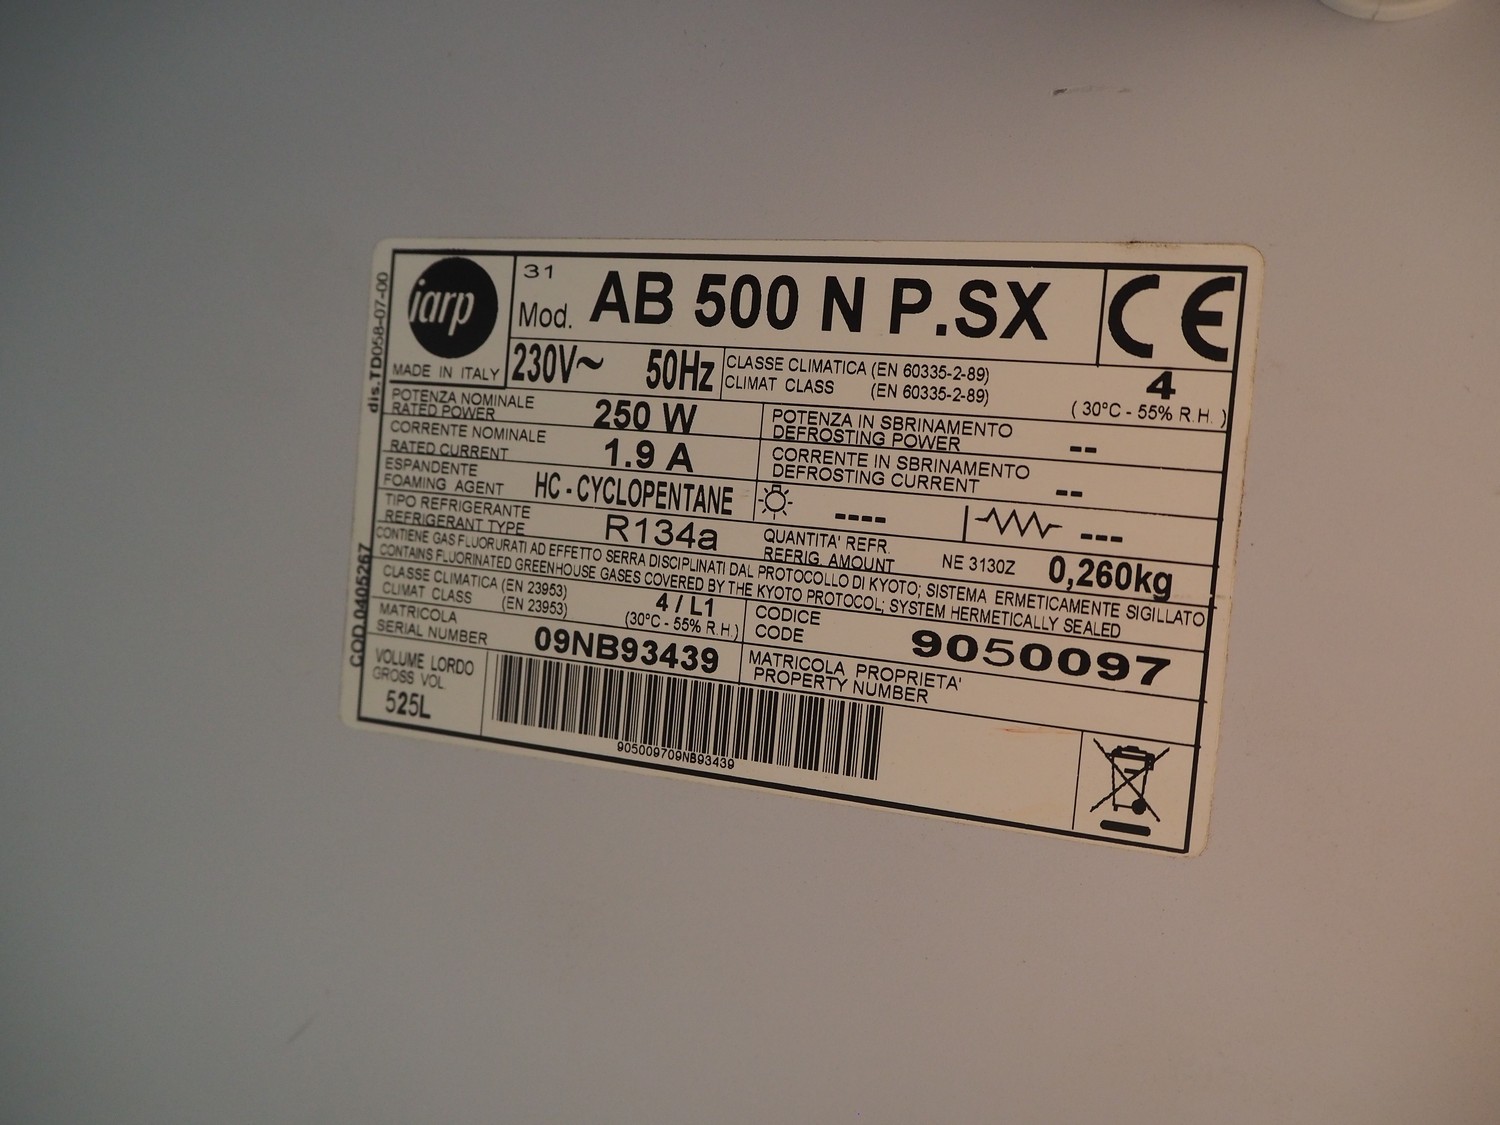 iarp
MADE IN ITALY
31
Mod. AB 500 N P.SX
CE
230V~ 50Hz
CLASSE CLIMATICA (EN 60335-2-89)
CLIMAT CLASS (EN 60335-2-89)
4
(30°C - 55% R.H.)
POTENZA NOMINALE
RATED POWER
250 W
POTENZA IN SBRINAMENTO
DEFROSTING POWER
--
CORRENTE NOMINALE
RATED CURRENT
1.9 A
CORRENTE IN SBRINAMENTO
DEFROSTING CURRENT
--
ESPANDENTE
FOAMING AGENT
HC - CYCLOPENTANE
----
---
TIPO REFRIGERANTE
REFRIGERANT TYPE
R134a
QUANTITA' REFR.
REFRIG. AMOUNT
NE 3130Z
0,260kg
CONTIENE GAS FLUORURATI AD EFFETTO SERRA DISCIPLINATI DAL PROTOCOLLO DI KYOTO; SISTEMA ERMETICAMENTE SIGILLATO
CONTAINS FLUORINATED GREENHOUSE GASES COVERED BY THE KYOTO PROTOCOL; SYSTEM HERMETICALLY SEALED
CLASSE CLIMATICA (EN 23953)
CLIMAT CLASS (EN 23953)
4 / L1
(30°C - 55% R.H.)
CODICE
CODE
9050097
MATRICOLA
SERIAL NUMBER
09NB93439
MATRICOLA PROPRIETA'
PROPERTY NUMBER
VOLUME LORDO
GROSS VOL.
525L
905009709NB93439
dis.TD058-07-00
COD.0405267